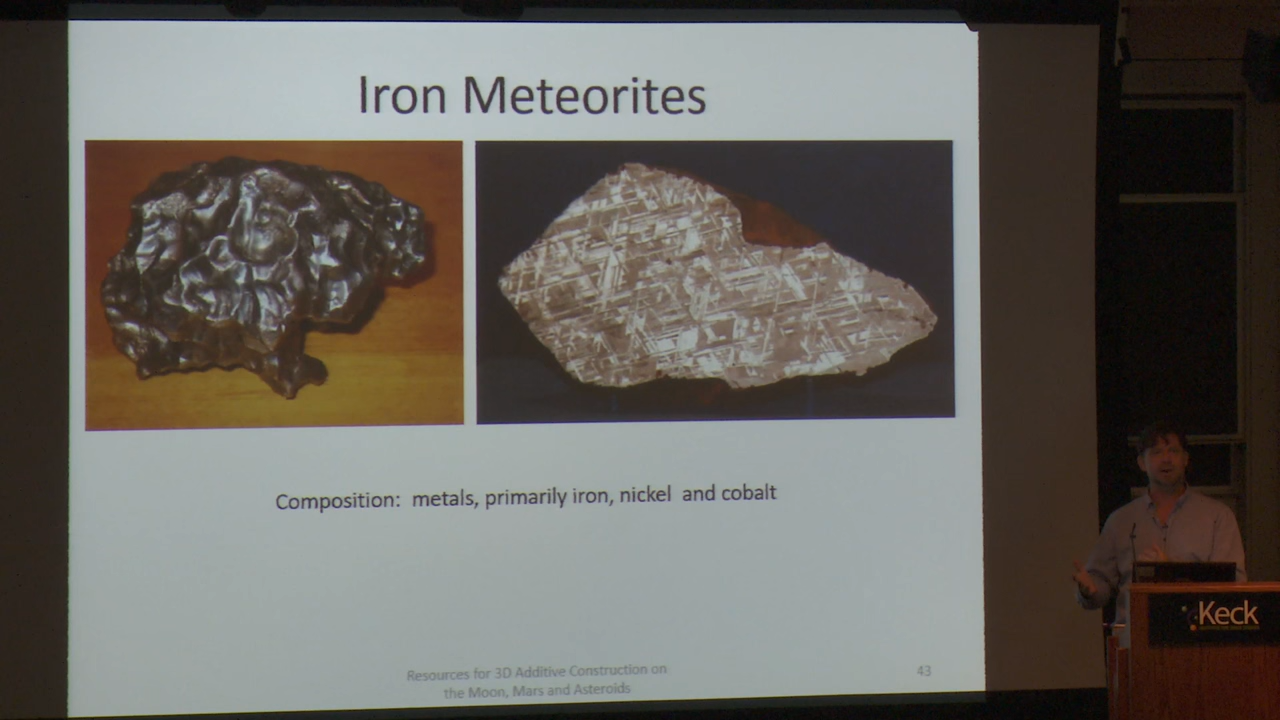 Iron Meteorites
Composition:  metals, primarily iron, nickel  and cobalt
Resources for 3D Additive Construction on
the Moon, Mars and Asteroids
43
Keck